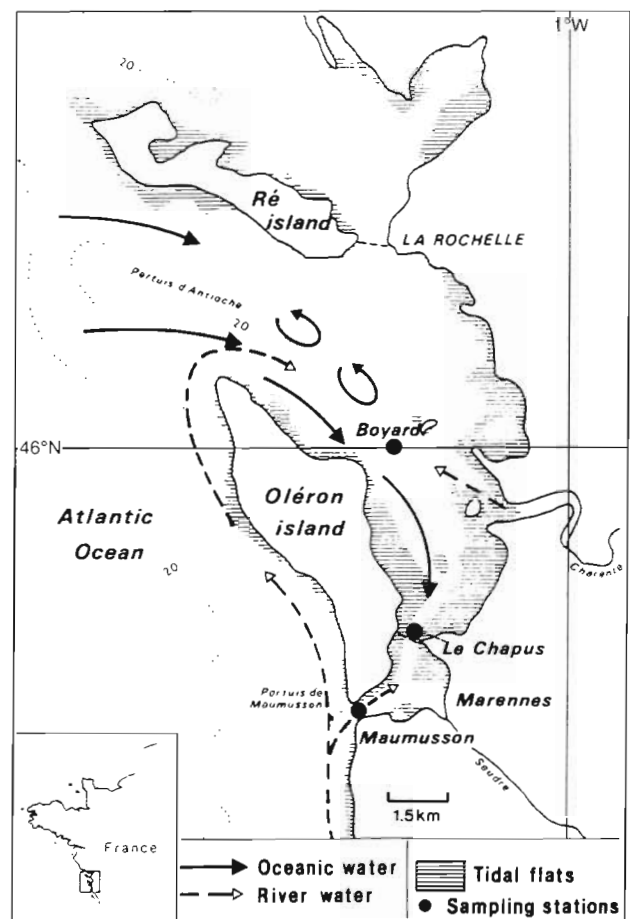 1°W
20
Ré
island
LA ROCHELLE
Pertuis d'Antioche
20
Boyard
46°N
Oléron
island
Atlantic
Ocean
20
Charente
Le Chapus
Pertuis de
Maumusson
Marennes
Maumusson
Seudre
1.5km
France
Oceanic water
River water
Tidal flats
Sampling stations